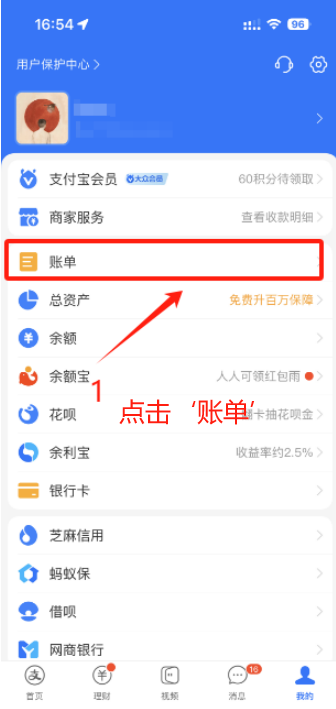 16:54
96
用户保护中心
支付宝会员 大众会员 60积分待领取
商家服务 查看收款明细
账单
总资产 免费升百万保障
余额
余额宝 人人可领红包雨
1
点击‘账单’
花呗 刷卡抽花呗金
余利宝 收益率约2.5%
银行卡
芝麻信用
蚂蚁保
借呗
网商银行
16
首页 理财 视频 消息 我的